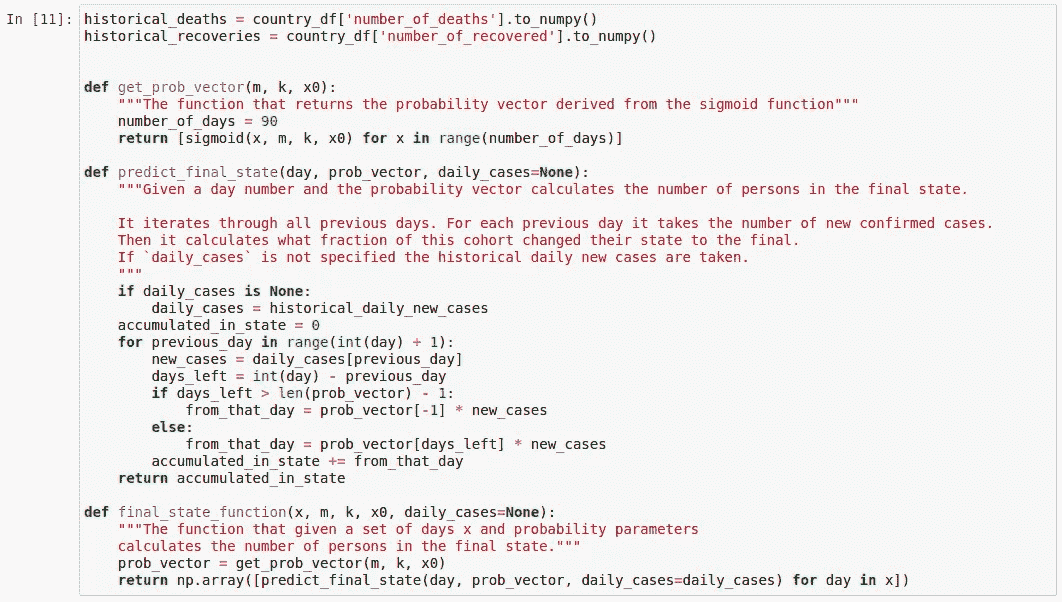 In [11]: historical_deaths = country_df['number_of_deaths'].to_numpy()
historical_recoveries = country_df['number_of_recovered'].to_numpy()
def get_prob_vector(m, k, x0):
"""The function that returns the probability vector derived from the sigmoid function"""
number_of_days = 90
return [sigmoid(x, m, k, x0) for x in range(number_of_days)]
def predict_final_state(day, prob_vector, daily_cases=None):
"""Given a day number and the probability vector calculates the number of persons in the final state.
It iterates through all previous days. For each previous day it takes the number of new confirmed cases.
Then it calculates what fraction of this cohort changed their state to the final.
If `daily_cases` is not specified the historical daily new cases are taken.
"""
if daily_cases is None:
daily_cases = historical_daily_new_cases
accumulated_in_state = 0
for previous_day in range(int(day) + 1):
new_cases = daily_cases[previous_day]
days_left = int(day) - previous_day
if days_left > len(prob_vector) - 1:
from_that_day = prob_vector[-1] * new_cases
else:
from_that_day = prob_vector[days_left] * new_cases
accumulated_in_state += from_that_day
return accumulated_in_state
def final_state_function(x, m, k, x0, daily_cases=None):
"""The function that given a set of days x and probability parameters
calculates the number of persons in the final state."""
prob_vector = get_prob_vector(m, k, x0)
return np.array([predict_final_state(day, prob_vector, daily_cases=daily_cases) for day in x])